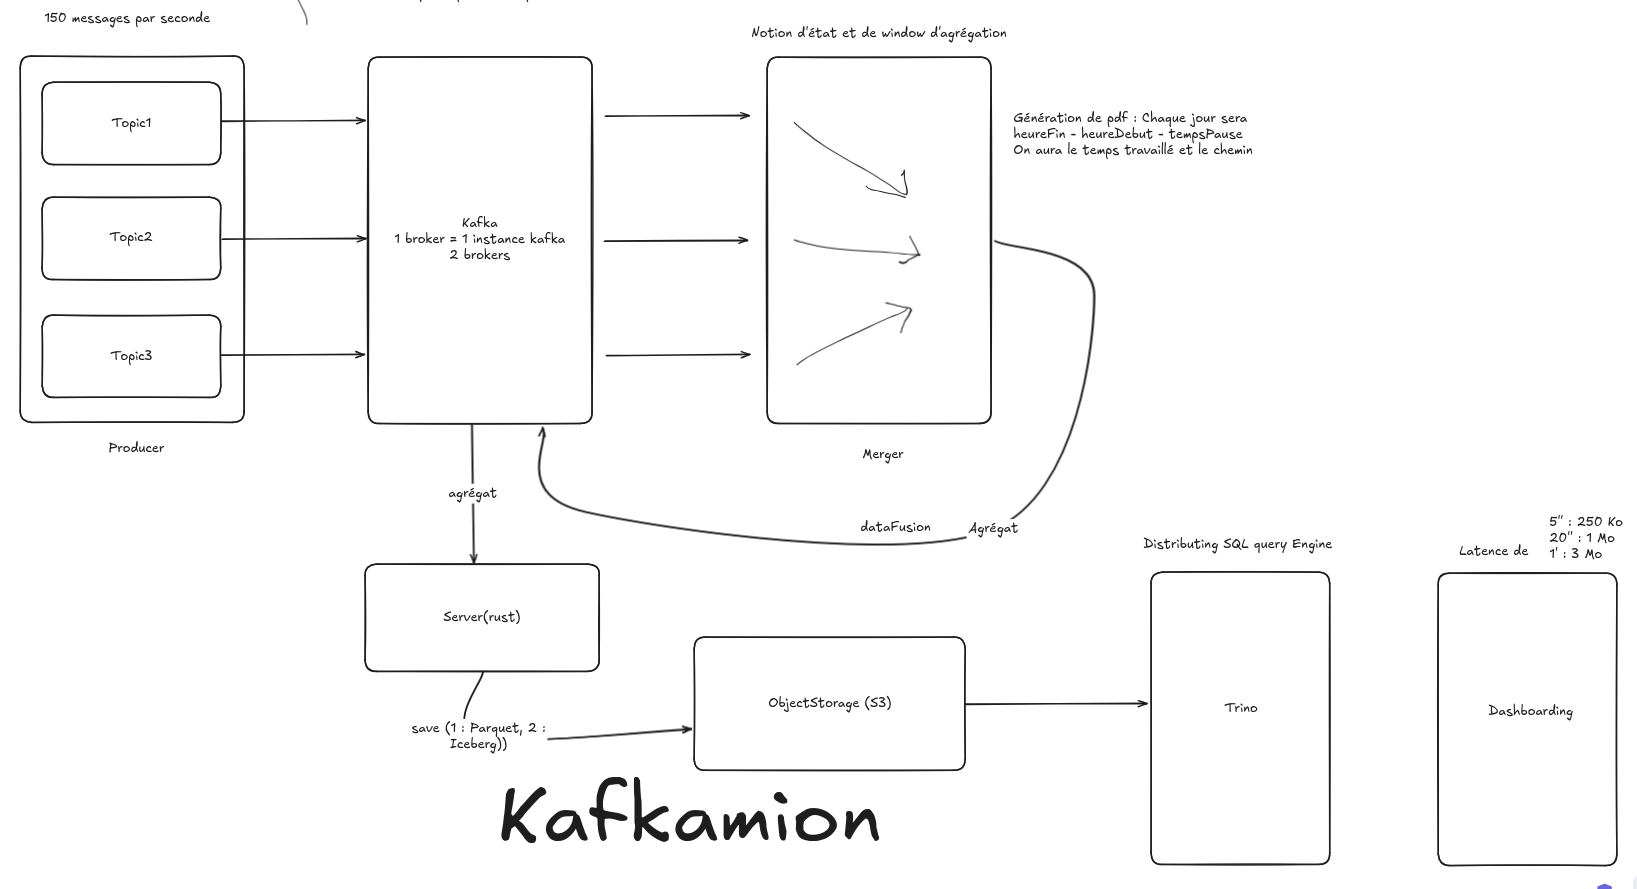 150 messages par seconde
Notion d'état et de window d'agrégation
Topic1
Topic2
Topic3
Producer
Kafka
1 broker = 1 instance kafka
2 brokers
Merger
Génération de pdf : Chaque jour sera
heureFin - heureDebut - tempsPause
On aura le temps travaillé et le chemin
agrégat
dataFusion
Agrégat
Server(rust)
save (1 : Parquet, 2 :
Iceberg))
ObjectStorage (S3)
Distributing SQL query Engine
Trino
Latence de
5'' : 250 Ko
20'' : 1 Mo
1' : 3 Mo
Dashboarding
Kafkamion